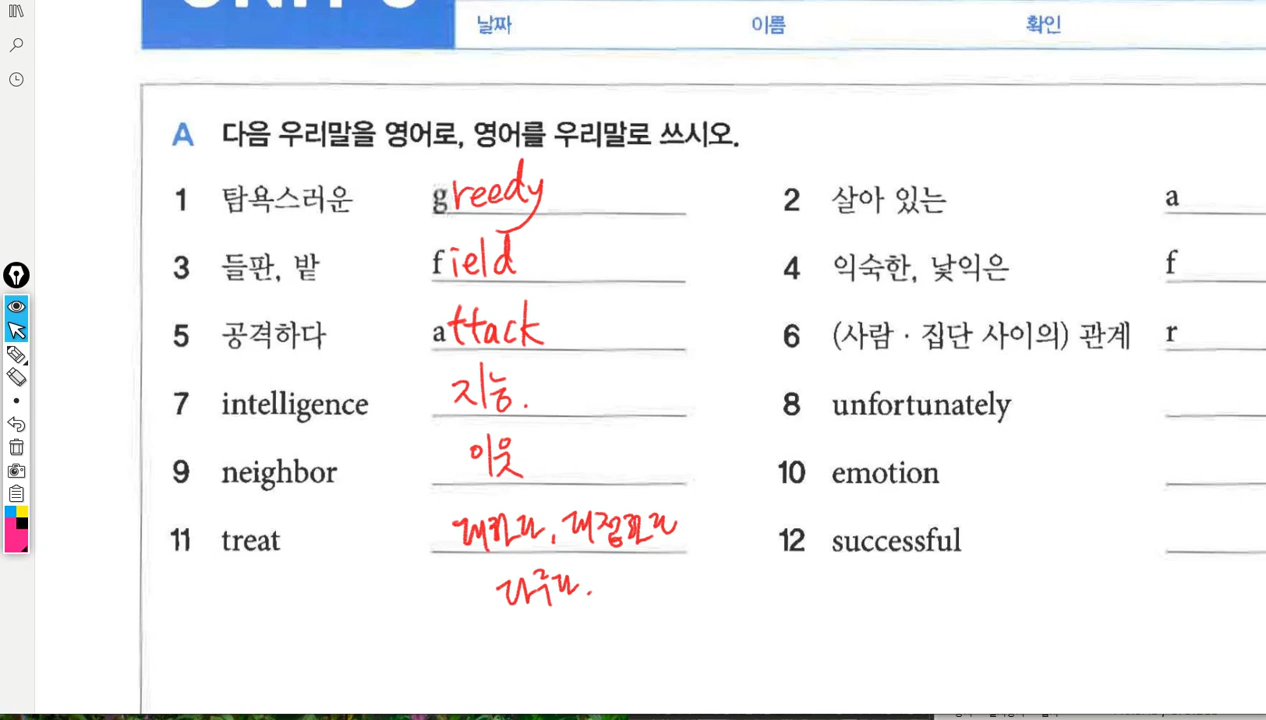 날짜 이름 확인
A 다음 우리말을 영어로, 영어를 우리말로 쓰시오.
1 탐욕스러운 greedy 2 살아 있는 a
3 들판, 밭 field 4 익숙한, 낯익은 f
5 공격하다 attack 6 (사람 · 집단 사이의) 관계 r
7 intelligence 지능. 8 unfortunately
9 neighbor 이웃 10 emotion
11 treat 대하다, 대접하다 12 successful
다루다.